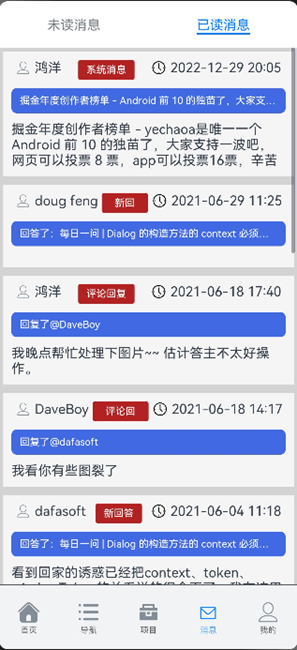 未读消息 已读消息
鸿洋 系统消息 2022-12-29 20:05
掘金年度创作者榜单 - Android 前 10 的独苗了，大家支...
掘金年度创作者榜单 - yechaoa是唯一一个
Android 前 10 的独苗了，大家支持一波吧，
网页可以投票 8 票，app可以投票16票，辛苦
doug feng 新回 2021-06-29 11:25
回答了：每日一问 | Dialog 的构造方法的 context 必须...
鸿洋 评论回复 2021-06-18 17:40
回复了@DaveBoy
我晚点帮忙处理下图片~~ 估计答主不太好操
作。
DaveBoy 评论回 2021-06-18 14:17
回复了@dafasoft
我看你有些图裂了
dafasoft 新回答 2021-06-04 11:18
回答了：每日一问 | Dialog 的构造方法的 context 必须...
看到回家的诱惑已经把context、token、
首页 导航 项目 消息 我的